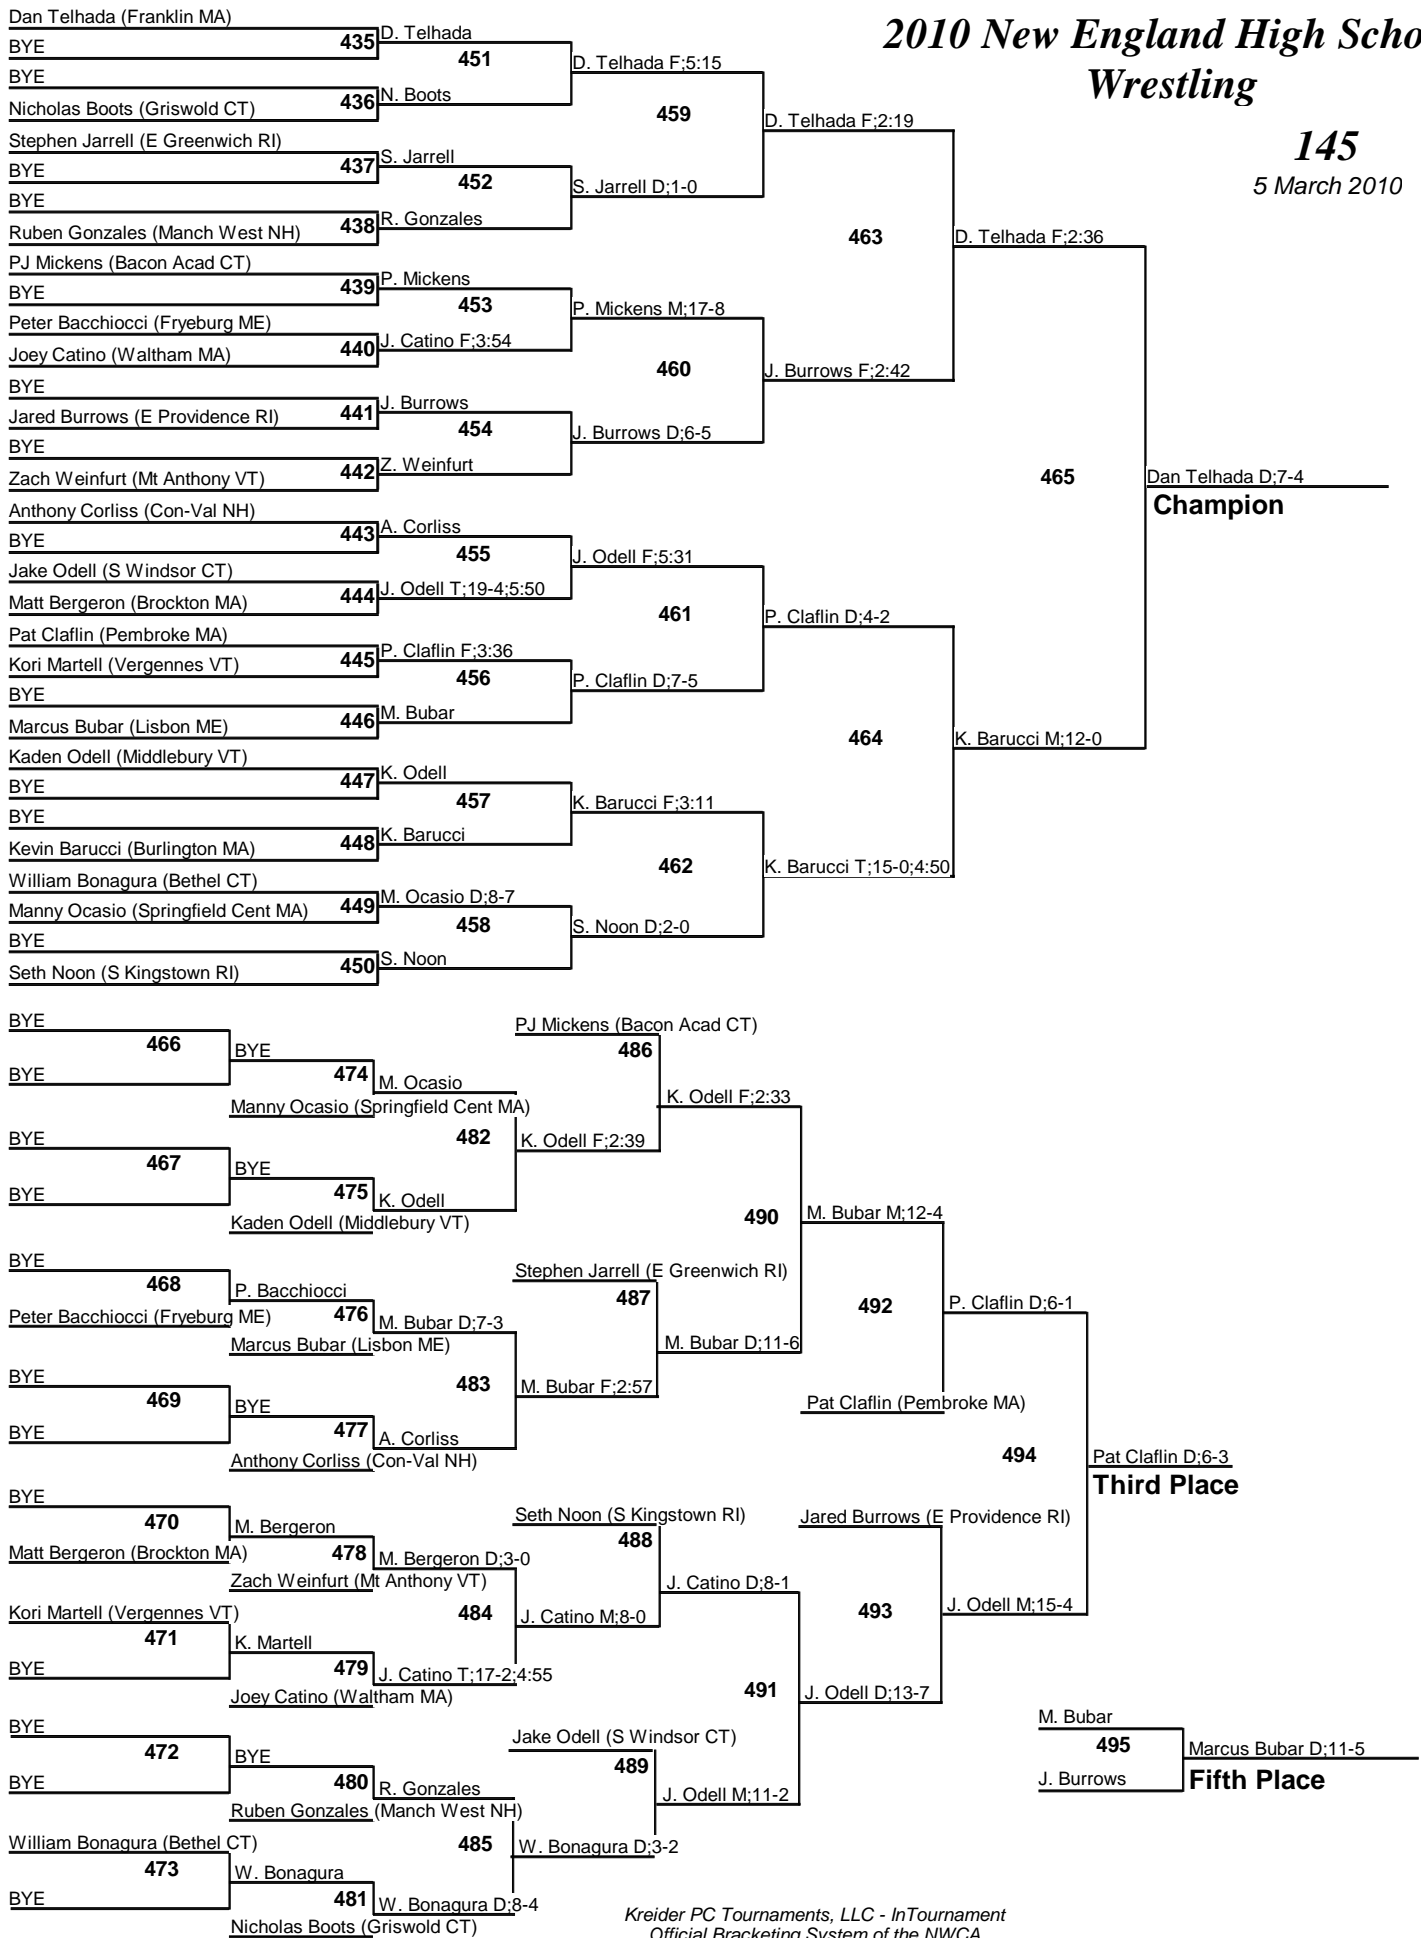 2010 New England High Scho
Wrestling
145
5 March 2010
Dan Telhada (Franklin MA)
BYE
435
BYE
Nicholas Boots (Griswold CT)
436
Stephen Jarrell (E Greenwich RI)
BYE
437
BYE
Ruben Gonzales (Manch West NH)
438
PJ Mickens (Bacon Acad CT)
BYE
439
Peter Bacchiocci (Fryeburg ME)
Joey Catino (Waltham MA)
440
BYE
Jared Burrows (E Providence RI)
441
BYE
Zach Weinfurt (Mt Anthony VT)
442
Anthony Corliss (Con-Val NH)
BYE
443
Jake Odell (S Windsor CT)
Matt Bergeron (Brockton MA)
444
Pat Claflin (Pembroke MA)
Kori Martell (Vergennes VT)
445
BYE
Marcus Bubar (Lisbon ME)
446
Kaden Odell (Middlebury VT)
BYE
447
BYE
Kevin Barucci (Burlington MA)
448
William Bonagura (Bethel CT)
Manny Ocasio (Springfield Cent MA)
449
BYE
Seth Noon (S Kingstown RI)
450
D. Telhada
451
N. Boots
S. Jarrell
452
R. Gonzales
P. Mickens
453
J. Catino F;3:54
J. Burrows
454
Z. Weinfurt
A. Corliss
455
J. Odell T;19-4;5:50
P. Claflin F;3:36
456
M. Bubar
K. Odell
457
K. Barucci
M. Ocasio D;8-7
458
S. Noon
D. Telhada F;5:15
459
S. Jarrell D;1-0
P. Mickens M;17-8
460
J. Burrows D;6-5
J. Odell F;5:31
461
P. Claflin D;7-5
K. Barucci F;3:11
462
S. Noon D;2-0
D. Telhada F;2:19
463
J. Burrows F;2:42
P. Claflin D;4-2
464
K. Barucci T;15-0;4:50
D. Telhada F;2:36
465
K. Barucci M;12-0
Dan Telhada D;7-4
Champion
BYE
466
BYE
BYE
467
BYE
BYE
468
Peter Bacchiocci (Fryeburg ME)
BYE
469
BYE
BYE
470
Matt Bergeron (Brockton MA)
Kori Martell (Vergennes VT)
471
BYE
BYE
472
BYE
William Bonagura (Bethel CT)
473
BYE
BYE
474
Manny Ocasio (Springfield Cent MA)
BYE
475
Kaden Odell (Middlebury VT)
P. Bacchiocci
476
Marcus Bubar (Lisbon ME)
BYE
477
Anthony Corliss (Con-Val NH)
M. Bergeron
478
Zach Weinfurt (Mt Anthony VT)
K. Martell
479
Joey Catino (Waltham MA)
BYE
480
Ruben Gonzales (Manch West NH)
W. Bonagura
481
Nicholas Boots (Griswold CT)
M. Ocasio
482
K. Odell
M. Bubar D;7-3
483
A. Corliss
M. Bergeron D;3-0
484
J. Catino T;17-2;4:55
R. Gonzales
485
W. Bonagura D;8-4
PJ Mickens (Bacon Acad CT)
486
K. Odell F;2:39
Stephen Jarrell (E Greenwich RI)
487
M. Bubar F;2:57
Seth Noon (S Kingstown RI)
488
J. Catino M;8-0
Jake Odell (S Windsor CT)
489
W. Bonagura D;3-2
K. Odell F;2:33
490
M. Bubar D;11-6
J. Catino D;8-1
491
J. Odell M;11-2
M. Bubar M;12-4
492
Pat Claflin (Pembroke MA)
Jared Burrows (E Providence RI)
493
J. Odell D;13-7
P. Claflin D;6-1
494
J. Odell M;15-4
Pat Claflin D;6-3
Third Place
M. Bubar
495
J. Burrows
Marcus Bubar D;11-5
Fifth Place
Kreider PC Tournaments, LLC - InTournament
Official Bracketing System of the NWCA